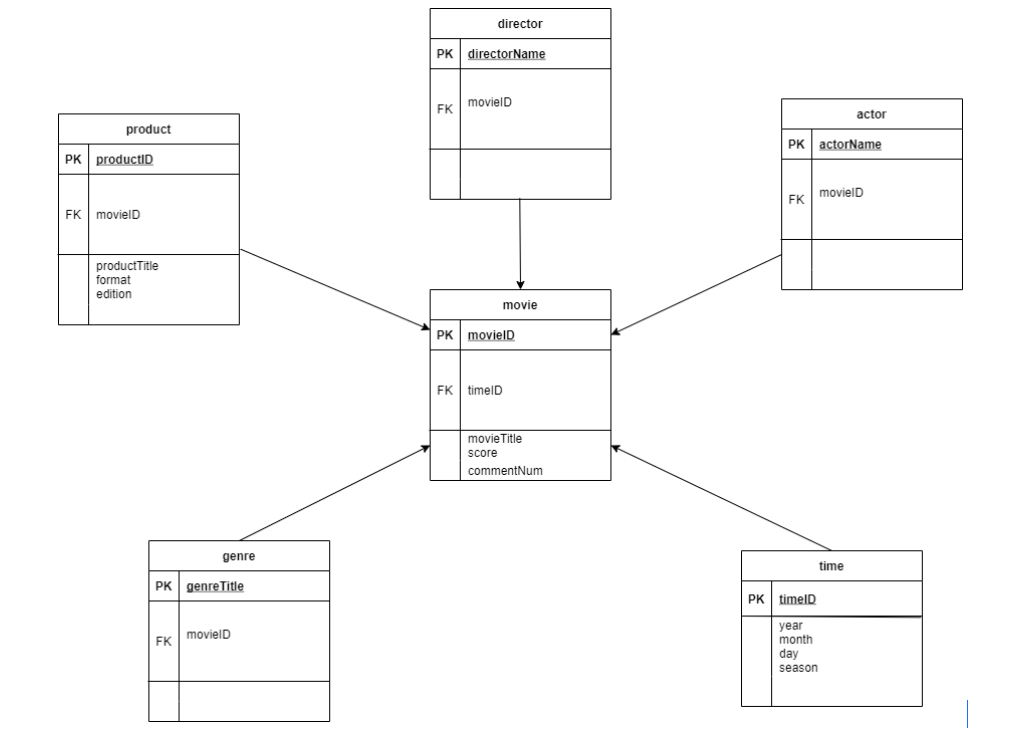 director
PK directorName
FK movieID
product
PK productID
FK movieID
productTitle
format
edition
actor
PK actorName
FK movieID
movie
PK movieID
FK timeID
movieTitle
score
commentNum
genre
PK genreTitle
FK movieID
time
PK timeID
year
month
day
season